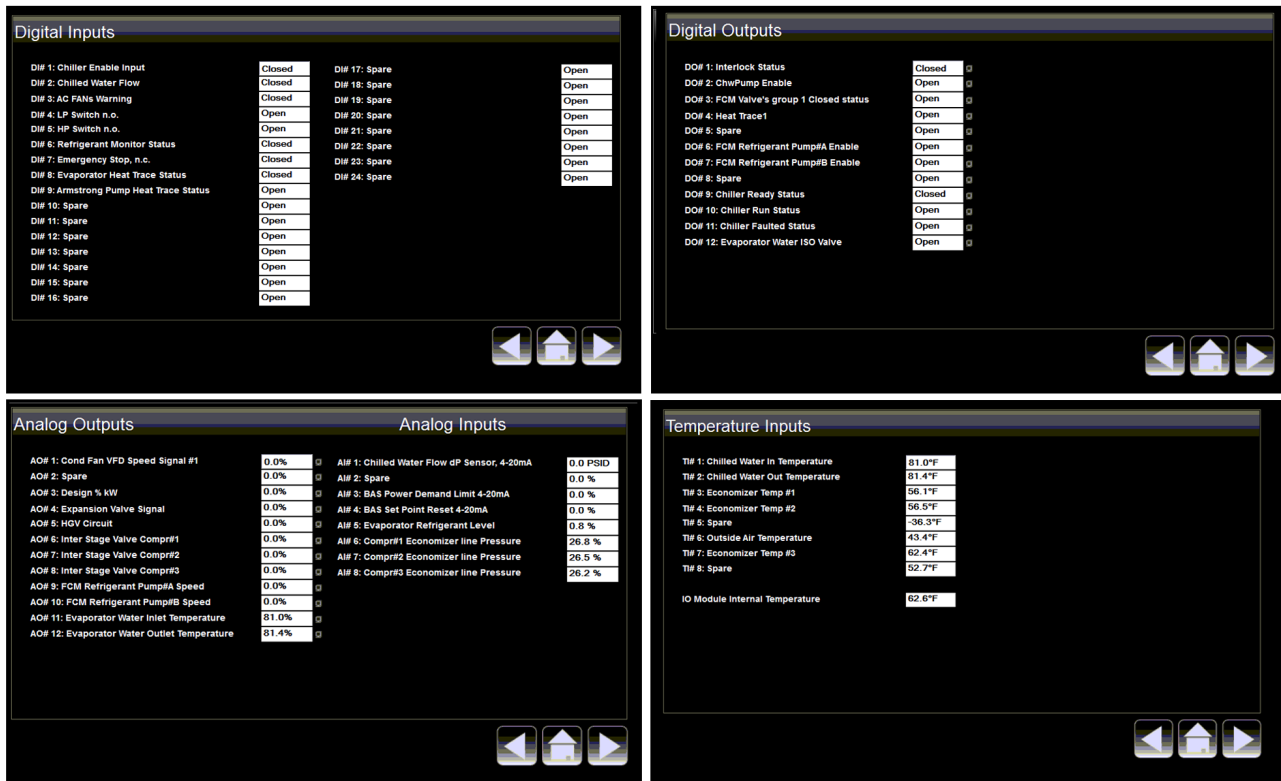 Digital Inputs
DI# 1: Chiller Enable Input Closed
DI# 2: Chilled Water Flow Closed
DI# 3: AC FANs Warning Closed
DI# 4: LP Switch n.o. Open
DI# 5: HP Switch n.o. Open
DI# 6: Refrigerant Monitor Status Closed
DI# 7: Emergency Stop, n.c. Closed
DI# 8: Evaporator Heat Trace Status Closed
DI# 9: Armstrong Pump Heat Trace Status Open
DI# 10: Spare Open
DI# 11: Spare Open
DI# 12: Spare Open
DI# 13: Spare Open
DI# 14: Spare Open
DI# 15: Spare Open
DI# 16: Spare Open
DI# 17: Spare Open
DI# 18: Spare Open
DI# 19: Spare Open
DI# 20: Spare Open
DI# 21: Spare Open
DI# 22: Spare Open
DI# 23: Spare Open
DI# 24: Spare Open
Digital Outputs
DO# 1: Interlock Status Closed
DO# 2: ChwPump Enable Open
DO# 3: FCM Valve's group 1 Closed status Open
DO# 4: Heat Trace1 Open
DO# 5: Spare Open
DO# 6: FCM Refrigerant Pump#A Enable Open
DO# 7: FCM Refrigerant Pump#B Enable Open
DO# 8: Spare Open
DO# 9: Chiller Ready Status Closed
DO# 10: Chiller Run Status Open
DO# 11: Chiller Faulted Status Open
DO# 12: Evaporator Water ISO Valve Open
Analog Outputs
AO# 1: Cond Fan VFD Speed Signal #1 0.0%
AO# 2: Spare 0.0%
AO# 3: Design % kW 0.0%
AO# 4: Expansion Valve Signal 0.0%
AO# 5: HGV Circuit 0.0%
AO# 6: Inter Stage Valve Compr#1 0.0%
AO# 7: Inter Stage Valve Compr#2 0.0%
AO# 8: Inter Stage Valve Compr#3 0.0%
AO# 9: FCM Refrigerant Pump#A Speed 0.0%
AO# 10: FCM Refrigerant Pump#B Speed 0.0%
AO# 11: Evaporator Water Inlet Temperature 81.0%
AO# 12: Evaporator Water Outlet Temperature 81.4%
Analog Inputs
AI# 1: Chilled Water Flow dP Sensor, 4-20mA 0.0 PSID
AI# 2: Spare 0.0 %
AI# 3: BAS Power Demand Limit 4-20mA 0.0 %
AI# 4: BAS Set Point Reset 4-20mA 0.0 %
AI# 5: Evaporator Refrigerant Level 0.8 %
AI# 6: Compr#1 Economizer line Pressure 26.8 %
AI# 7: Compr#2 Economizer line Pressure 26.5 %
AI# 8: Compr#3 Economizer line Pressure 26.2 %
Temperature Inputs
TI# 1: Chilled Water In Temperature 81.0°F
TI# 2: Chilled Water Out Temperature 81.4°F
TI# 3: Economizer Temp #1 56.1°F
TI# 4: Economizer Temp #2 56.5°F
TI# 5: Spare -36.3°F
TI# 6: Outside Air Temperature 43.4°F
TI# 7: Economizer Temp #3 62.4°F
TI# 8: Spare 52.7°F
IO Module Internal Temperature 62.6°F